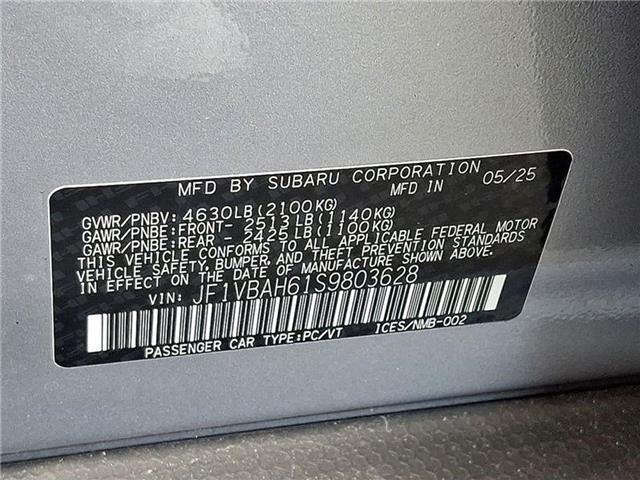 MFD BY SUBARU CORPORATION
MFD IN 05/25
GVWR/PNBV: 4630LB(2100KG)
GAWR/PNBE: FRONT- 2513LB(1140KG)
GAWR/PNBE: REAR - 2425LB(1100KG)
THIS VEHICLE CONFORMS TO ALL APPLICABLE FEDERAL MOTOR
VEHICLE SAFETY, BUMPER, AND THEFT PREVENTION STANDARDS
IN EFFECT ON THE DATE OF MANUFACTURE SHOWN ABOVE.
VIN: JF1VBAH61S9803628
PASSENGER CAR TYPE:PC/VT ICES/NMB-002